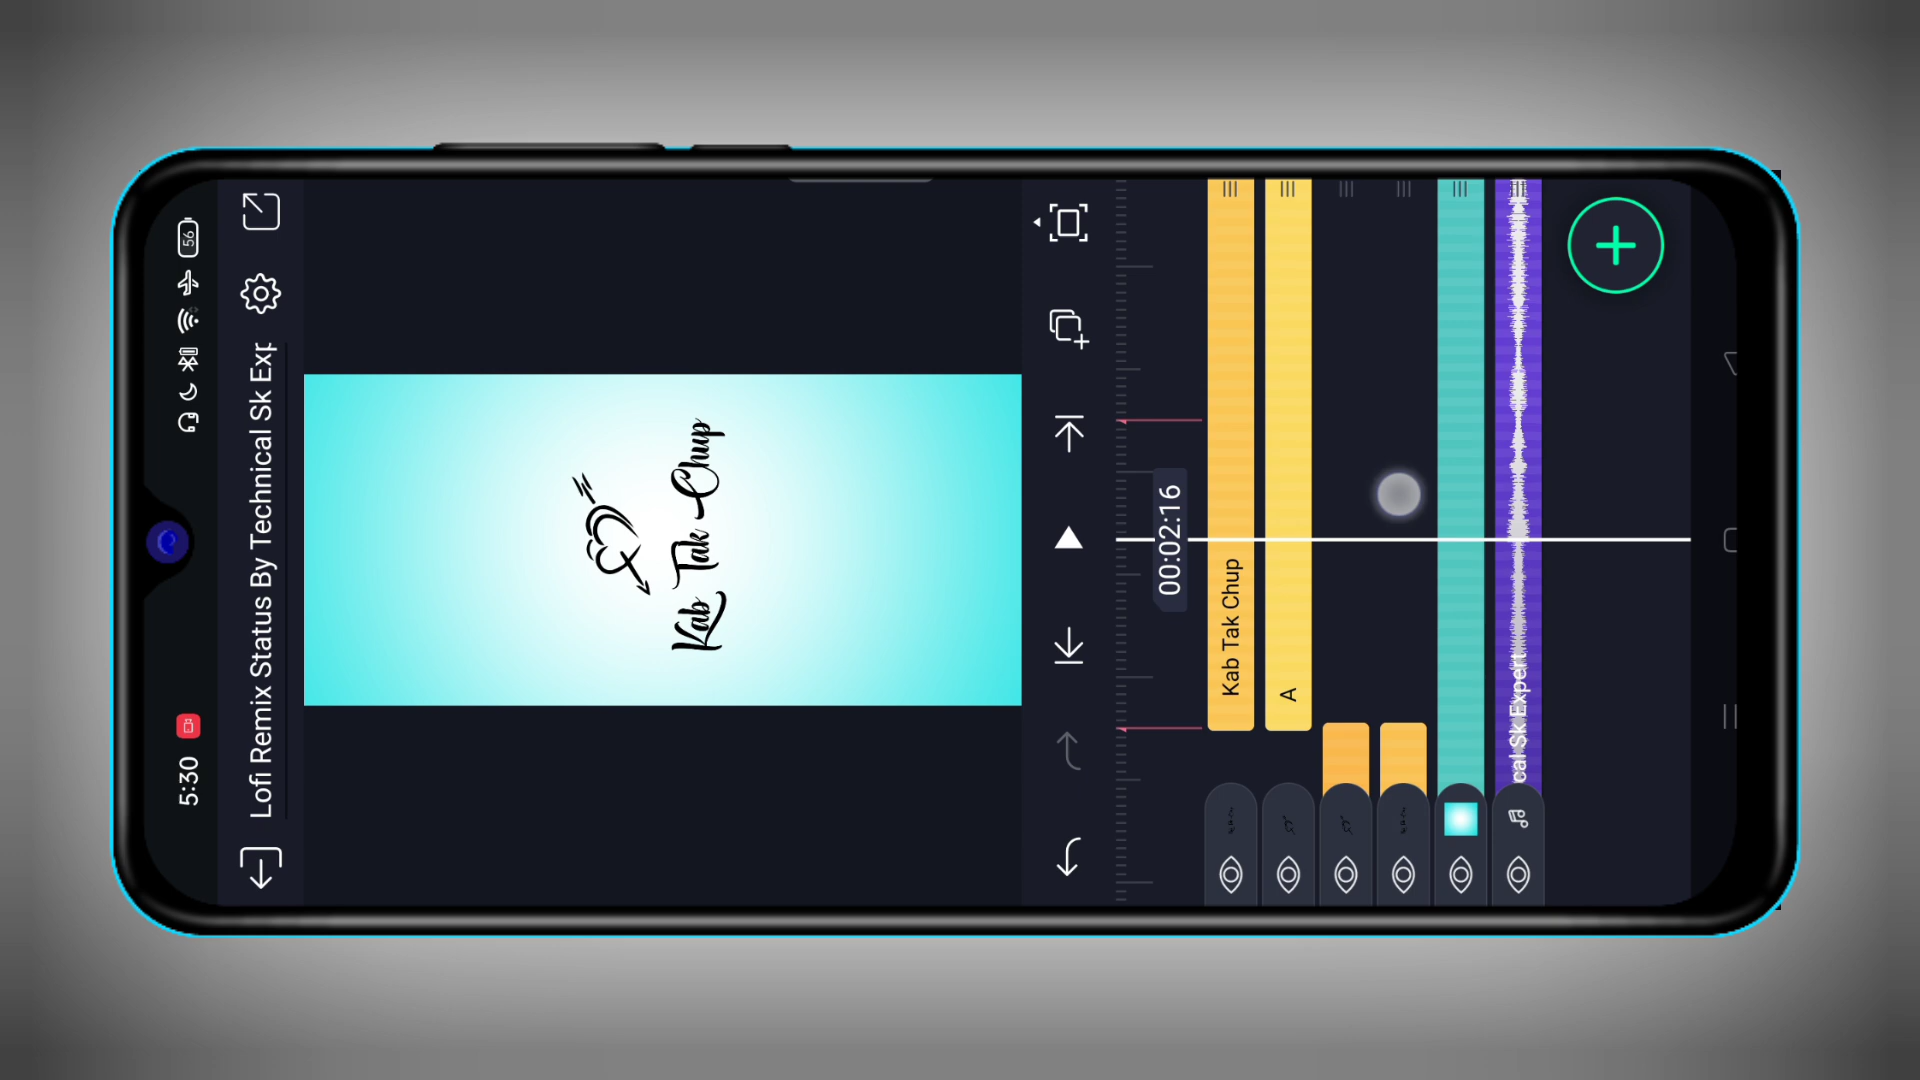 5:30
56
Lofi Remix Status By Technical Sk Exp
Kab Tak Chup
00:02:16
Kab Tak Chup
A
cal Sk Expert